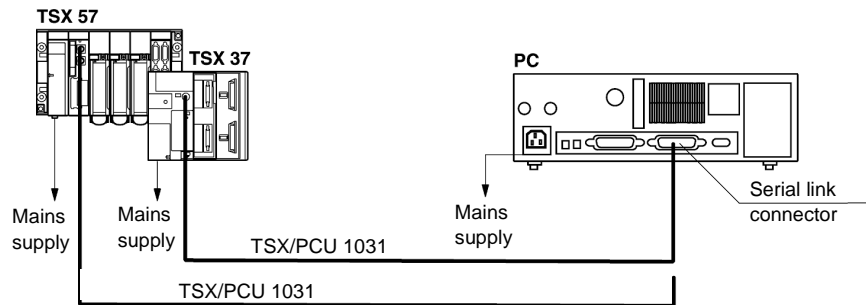 TSX 57
TSX 37
PC
Mains
supply
Mains
supply
Mains
supply
Serial link
connector
TSX/PCU 1031
TSX/PCU 1031